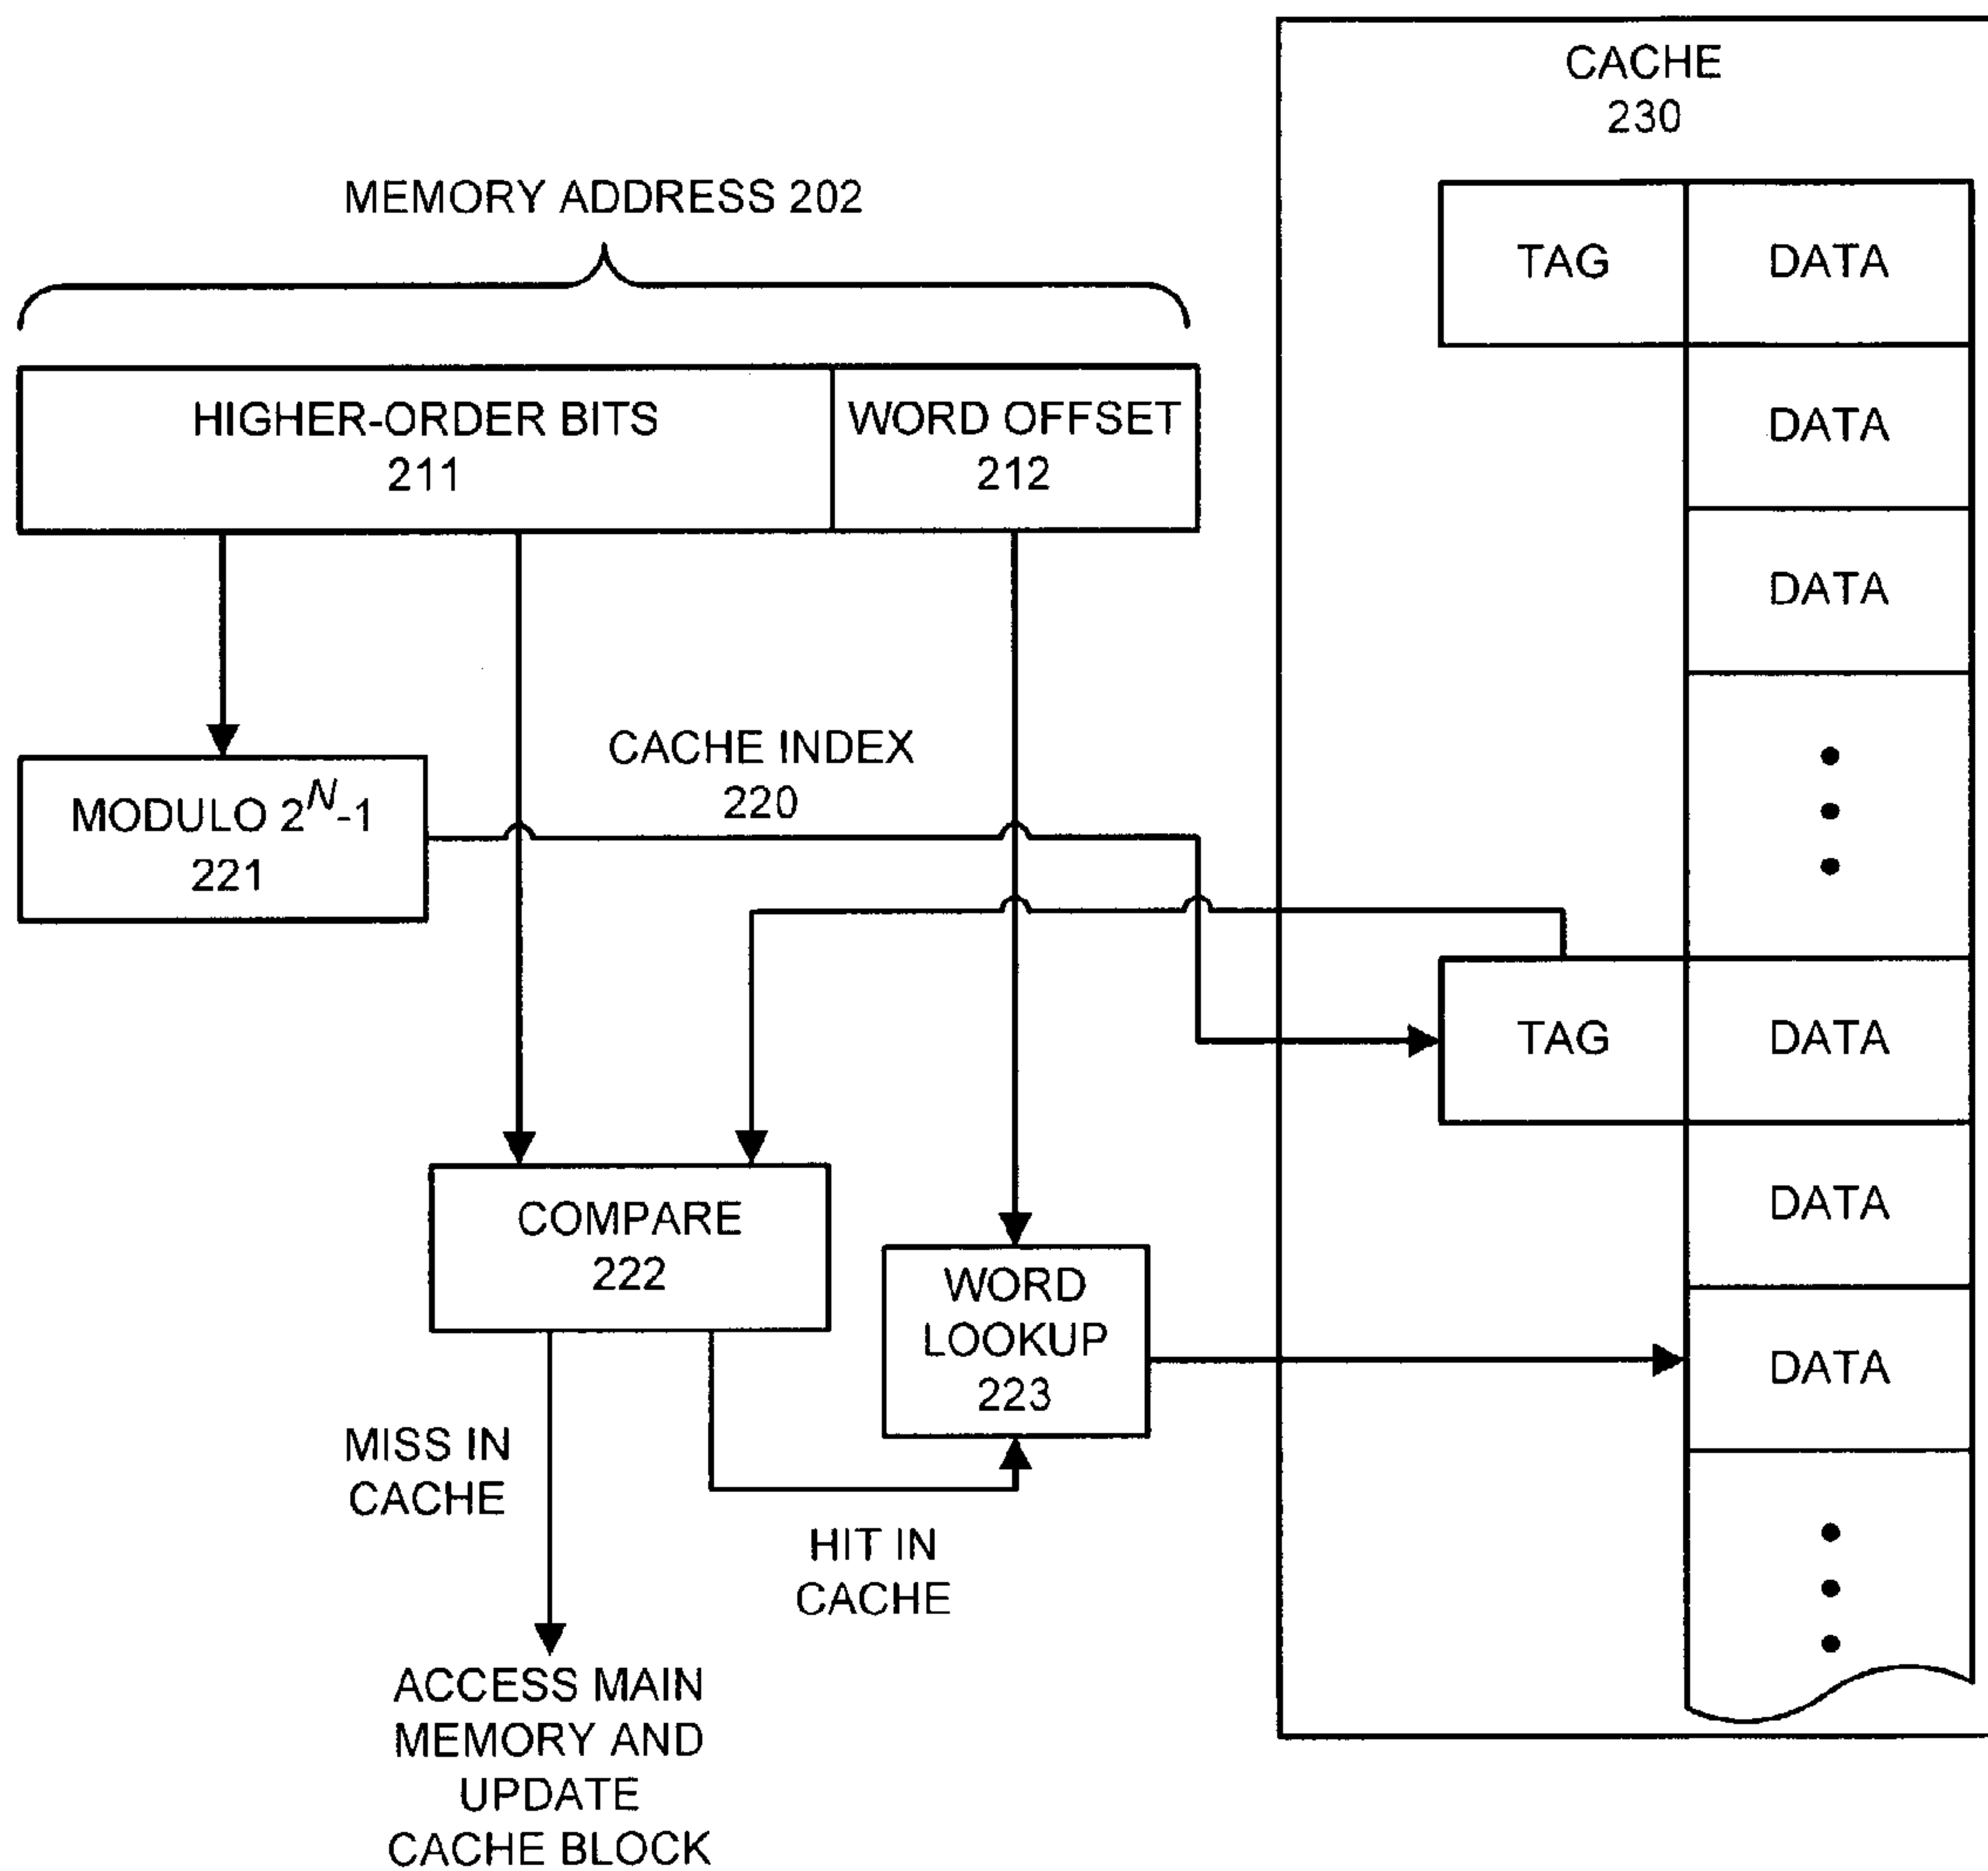 CACHE
230
MEMORY ADDRESS 202
TAG
DATA
HIGHER-ORDER BITS
211
WORD OFFSET
212
DATA
DATA
CACHE INDEX
220
MODULO 2^N-1
221
TAG
DATA
COMPARE
222
DATA
WORD
LOOKUP
223
DATA
MISS IN
CACHE
HIT IN
CACHE
ACCESS MAIN
MEMORY AND
UPDATE
CACHE BLOCK